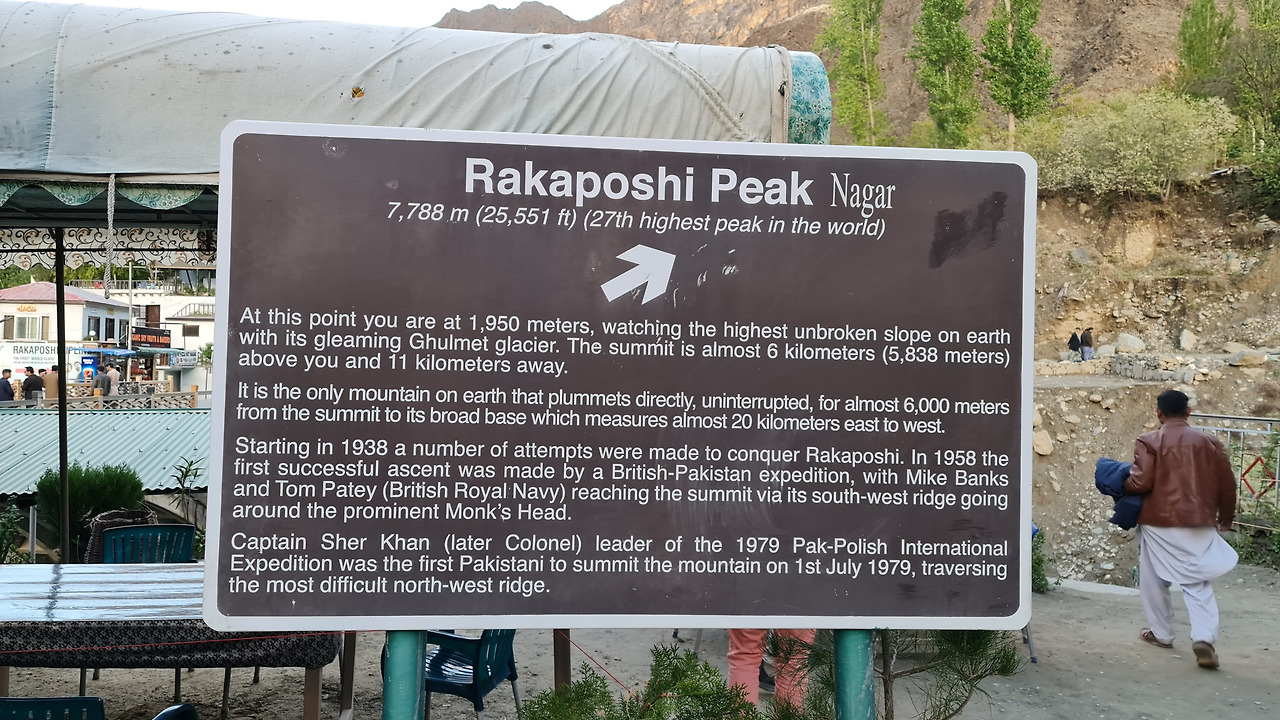 Rakaposhi Peak Nagar
7,788 m (25,551 ft) (27th highest peak in the world)
At this point you are at 1,950 meters, watching the highest unbroken slope on earth
with its gleaming Ghulmet glacier. The summit is almost 6 kilometers (5,838 meters)
above you and 11 kilometers away.
It is the only mountain on earth that plummets directly, uninterrupted, for almost 6,000 meters
from the summit to its broad base which measures almost 20 kilometers east to west.
Starting in 1938 a number of attempts were made to conquer Rakaposhi. In 1958 the
first successful ascent was made by a British-Pakistan expedition, with Mike Banks
and Tom Patey (British Royal Navy) reaching the summit via its south-west ridge going
around the prominent Monk's Head.
Captain Sher Khan (later Colonel) leader of the 1979 Pak-Polish International
Expedition was the first Pakistani to summit the mountain on 1st July 1979, traversing
the most difficult north-west ridge.
RAKAPOSHI